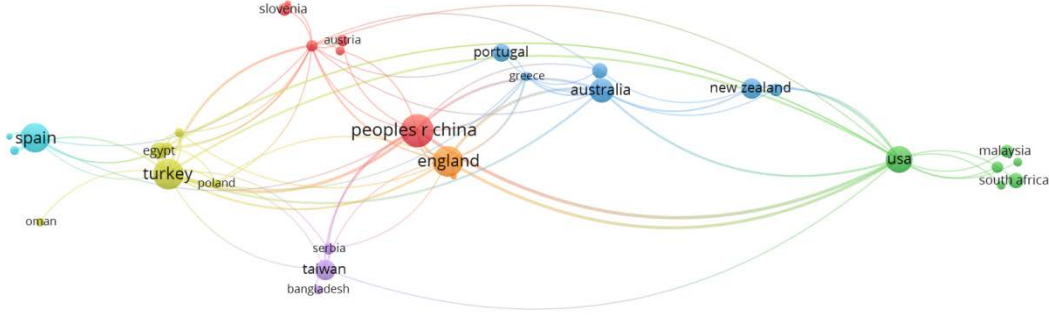 slovenia
austria
portugal
greece
australia
new zealand
peoples r china
spain
egypt
england
usa
malaysia
turkey
poland
south africa
oman
serbia
taiwan
bangladesh